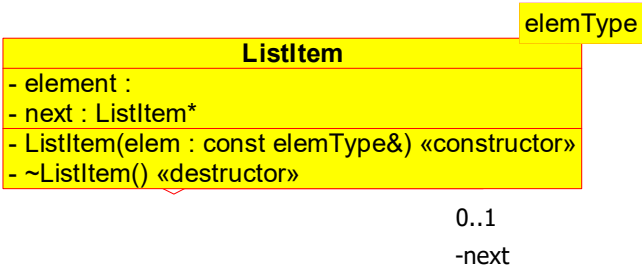 elemType
ListItem
- element :
- next : ListItem*
- ListItem(elem : const elemType&) «constructor»
- ~ListItem() «destructor»
0..1
-next